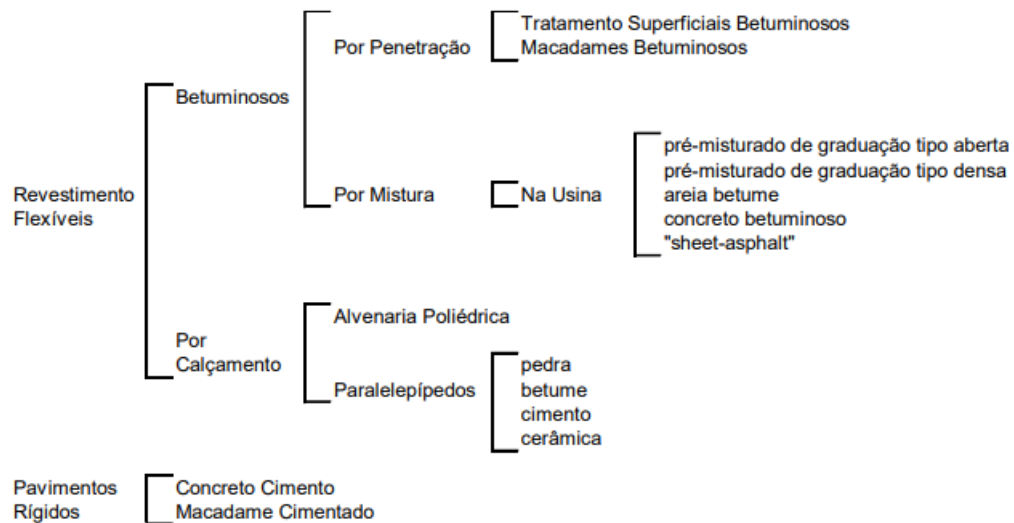 Tratamento Superficiais Betuminosos
Por Penetração
Macadames Betuminosos
Betuminosos
pré-misturado de graduação tipo aberta
pré-misturado de graduação tipo densa
Revestimento
Flexíveis
Por Mistura
Na Usina
areia betume
concreto betuminoso
"sheet-asphalt"
Alvenaria Poliédrica
Por
Calçamento
pedra
Paralelepípedos
betume
cimento
cerâmica
Pavimentos
Rígidos
Concreto Cimento
Macadame Cimentado